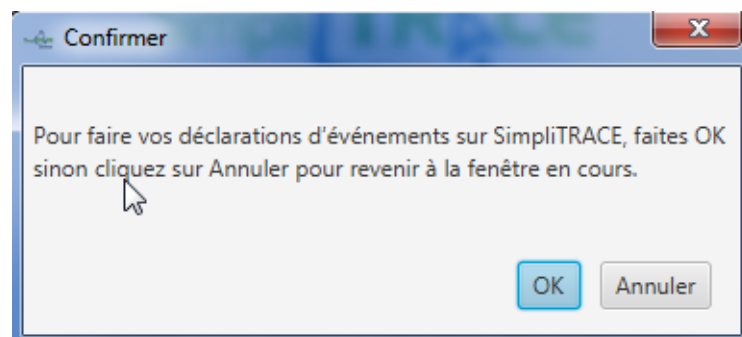 Confirmer
Pour faire vos déclarations d'événements sur SimpliTRACE, faites OK
sinon cliquez sur Annuler pour revenir à la fenêtre en cours.
OK
Annuler